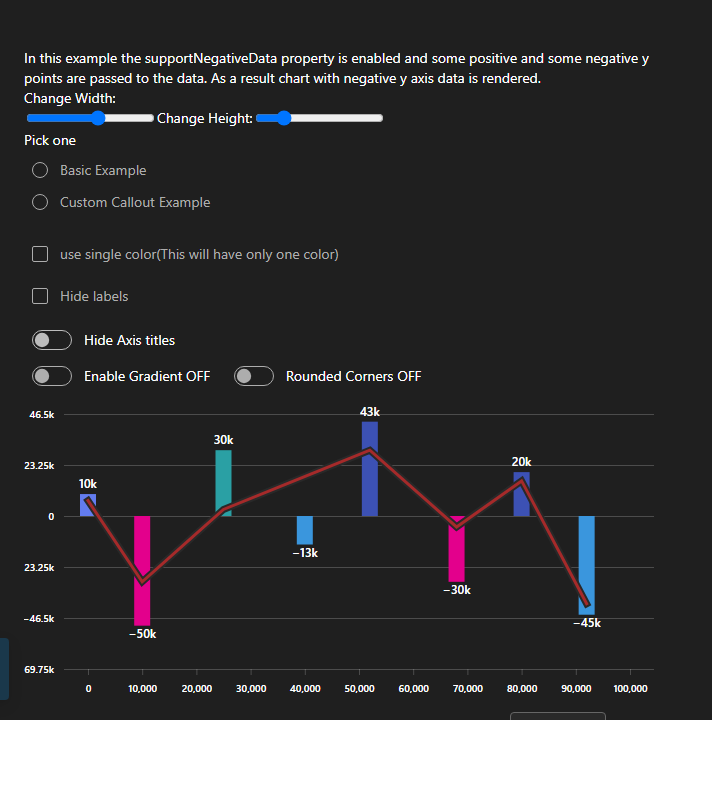 In this example the supportNegativeData property is enabled and some positive and some negative y
points are passed to the data. As a result chart with negative y axis data is rendered.
Change Width:
Change Height:
Pick one
Basic Example
Custom Callout Example
use single color(This will have only one color)
Hide labels
Hide Axis titles
Enable Gradient OFF Rounded Corners OFF
46.5k
43k
30k
23.25k
20k
10k
0
−13k
23.25k
−30k
−46.5k
−45k
−50k
69.75k
0 10,000 20,000 30,000 40,000 50,000 60,000 70,000 80,000 90,000 100,000